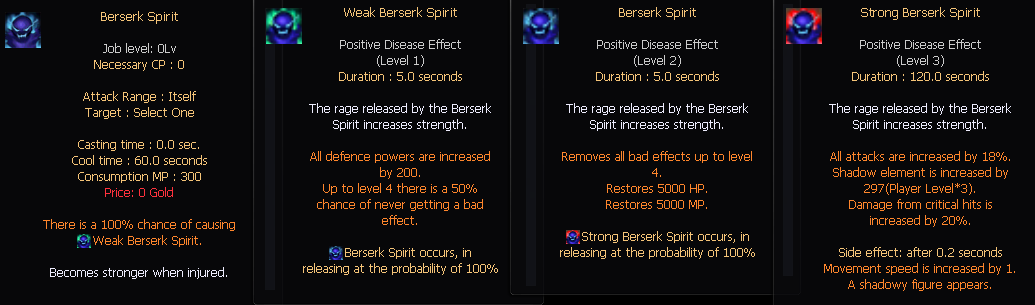 Berserk Spirit
Job level: 0Lv
Necessary CP : 0
Attack Range : Itself
Target : Select One
Casting time : 0.0 sec.
Cool time : 60.0 seconds
Consumption MP : 300
Price: 0 Gold
There is a 100% chance of causing
Weak Berserk Spirit.
Becomes stronger when injured.
Weak Berserk Spirit
Positive Disease Effect
(Level 1)
Duration : 5.0 seconds
The rage released by the Berserk
Spirit increases strength.
All defence powers are increased
by 200.
Up to level 4 there is a 50%
chance of never getting a bad
effect.
Berserk Spirit occurs, in
releasing at the probability of 100%
Berserk Spirit
Positive Disease Effect
(Level 2)
Duration : 5.0 seconds
The rage released by the Berserk
Spirit increases strength.
Removes all bad effects up to level
4.
Restores 5000 HP.
Restores 5000 MP.
Strong Berserk Spirit occurs, in
releasing at the probability of 100%
Strong Berserk Spirit
Positive Disease Effect
(Level 3)
Duration : 120.0 seconds
The rage released by the Berserk
Spirit increases strength.
All attacks are increased by 18%.
Shadow element is increased by
297(Player Level*3).
Damage from critical hits is
increased by 20%.
Side effect: after 0.2 seconds
Movement speed is increased by 1.
A shadowy figure appears.